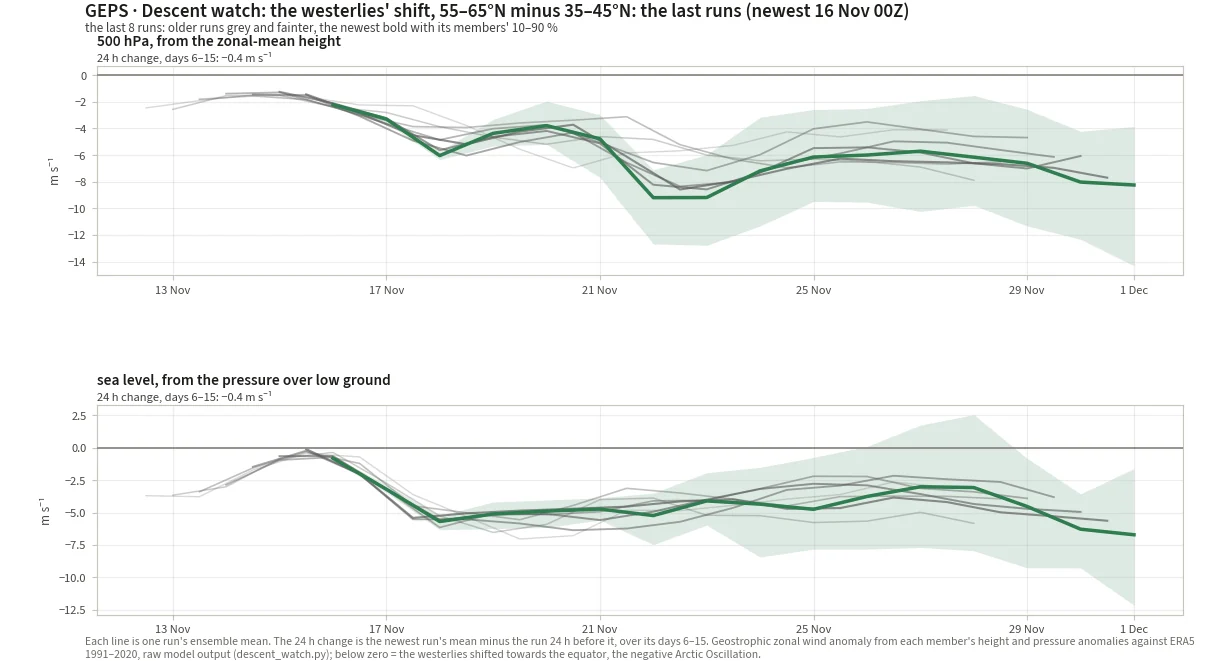 GEPS · Descent watch: the westerlies' shift, 55–65°N minus 35–45°N: the last runs (newest 16 Nov 00Z)
the last 8 runs: older runs grey and fainter, the newest bold with its members' 10–90 %
500 hPa, from the zonal-mean height
24 h change, days 6–15: −0.4 m s⁻¹
0
−2
−4
−6
−8
−10
−12
−14
m s⁻¹
13 Nov
17 Nov
21 Nov
25 Nov
29 Nov
1 Dec
sea level, from the pressure over low ground
24 h change, days 6–15: −0.4 m s⁻¹
2.5
0.0
−2.5
−5.0
−7.5
−10.0
−12.5
m s⁻¹
13 Nov
17 Nov
21 Nov
25 Nov
29 Nov
1 Dec
Each line is one run's ensemble mean. The 24 h change is the newest run's mean minus the run 24 h before it, over its days 6–15. Geostrophic zonal wind anomaly from each member's height and pressure anomalies against ERA5
1991–2020, raw model output (descent_watch.py); below zero = the westerlies shifted towards the equator, the negative Arctic Oscillation.